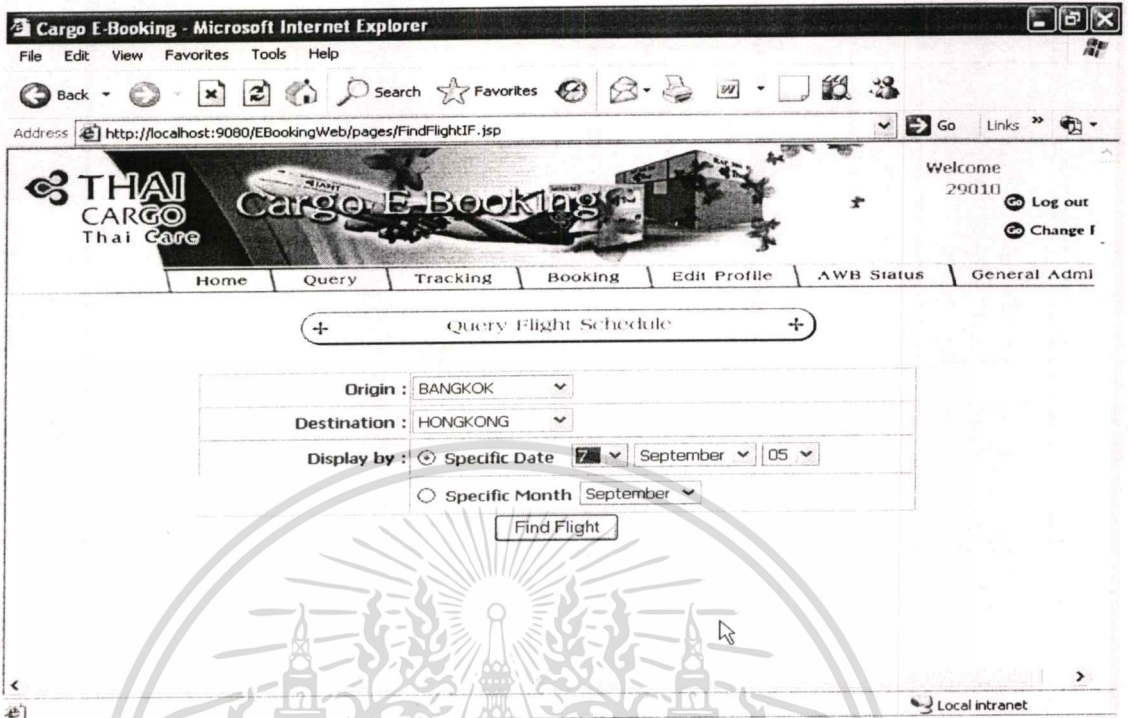 Cargo E-Booking - Microsoft Internet Explorer
File Edit View Favorites Tools Help
Back Search Favorites
Address http://localhost:9080/EBookingWeb/pages/FindFlightIF.jsp Go Links »
THAI
CARGO
Thai Care
Cargo E-Booking
Welcome
29010
Go Log out
Go Change
Home Query Tracking Booking Edit Profile AWB Status General Admi
Query Flight Schedule
Origin : BANGKOK
Destination : HONGKONG
Display by : Specific Date 7 September 05
Specific Month September
Find Flight
Local intranet